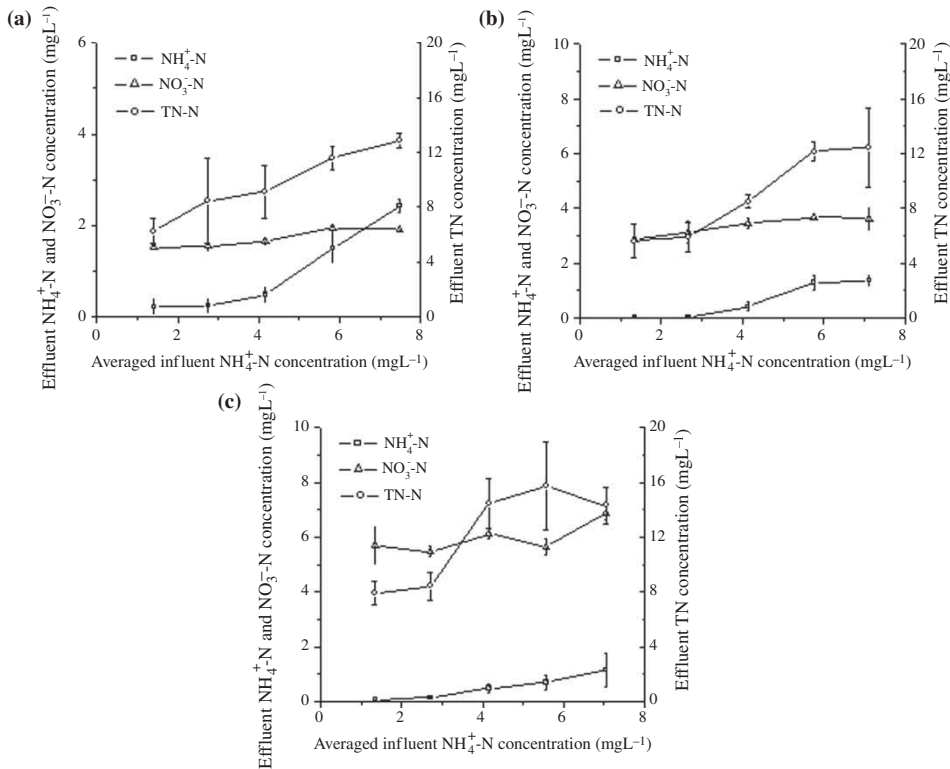 (a)
Effluent NH₄⁺-N and NO₃⁻-N concentration (mgL⁻¹)
6
4
2
0
NH₄⁺-N
NO₃⁻-N
TN-N
20
16
12
8
4
0
Effluent TN concentration (mgL⁻¹)
0 2 4 6 8
Averaged influent NH₄⁺-N concentration (mgL⁻¹)
(b)
Effluent NH₄⁺-N and NO₃⁻-N concentration (mgL⁻¹)
10
8
6
4
2
0
NH₄⁺-N
NO₃⁻-N
TN-N
20
16
12
8
4
0
Effluent TN concentration (mgL⁻¹)
0 2 4 6 8
Averaged influent NH₄⁺-N concentration (mgL⁻¹)
(c)
Effluent NH₄⁺-N and NO₃⁻-N concentration (mgL⁻¹)
10
8
6
4
2
0
NH₄⁺-N
NO₃⁻-N
TN-N
20
16
12
8
4
0
Effluent TN concentration (mgL⁻¹)
0 2 4 6 8
Averaged influent NH₄⁺-N concentration (mgL⁻¹)